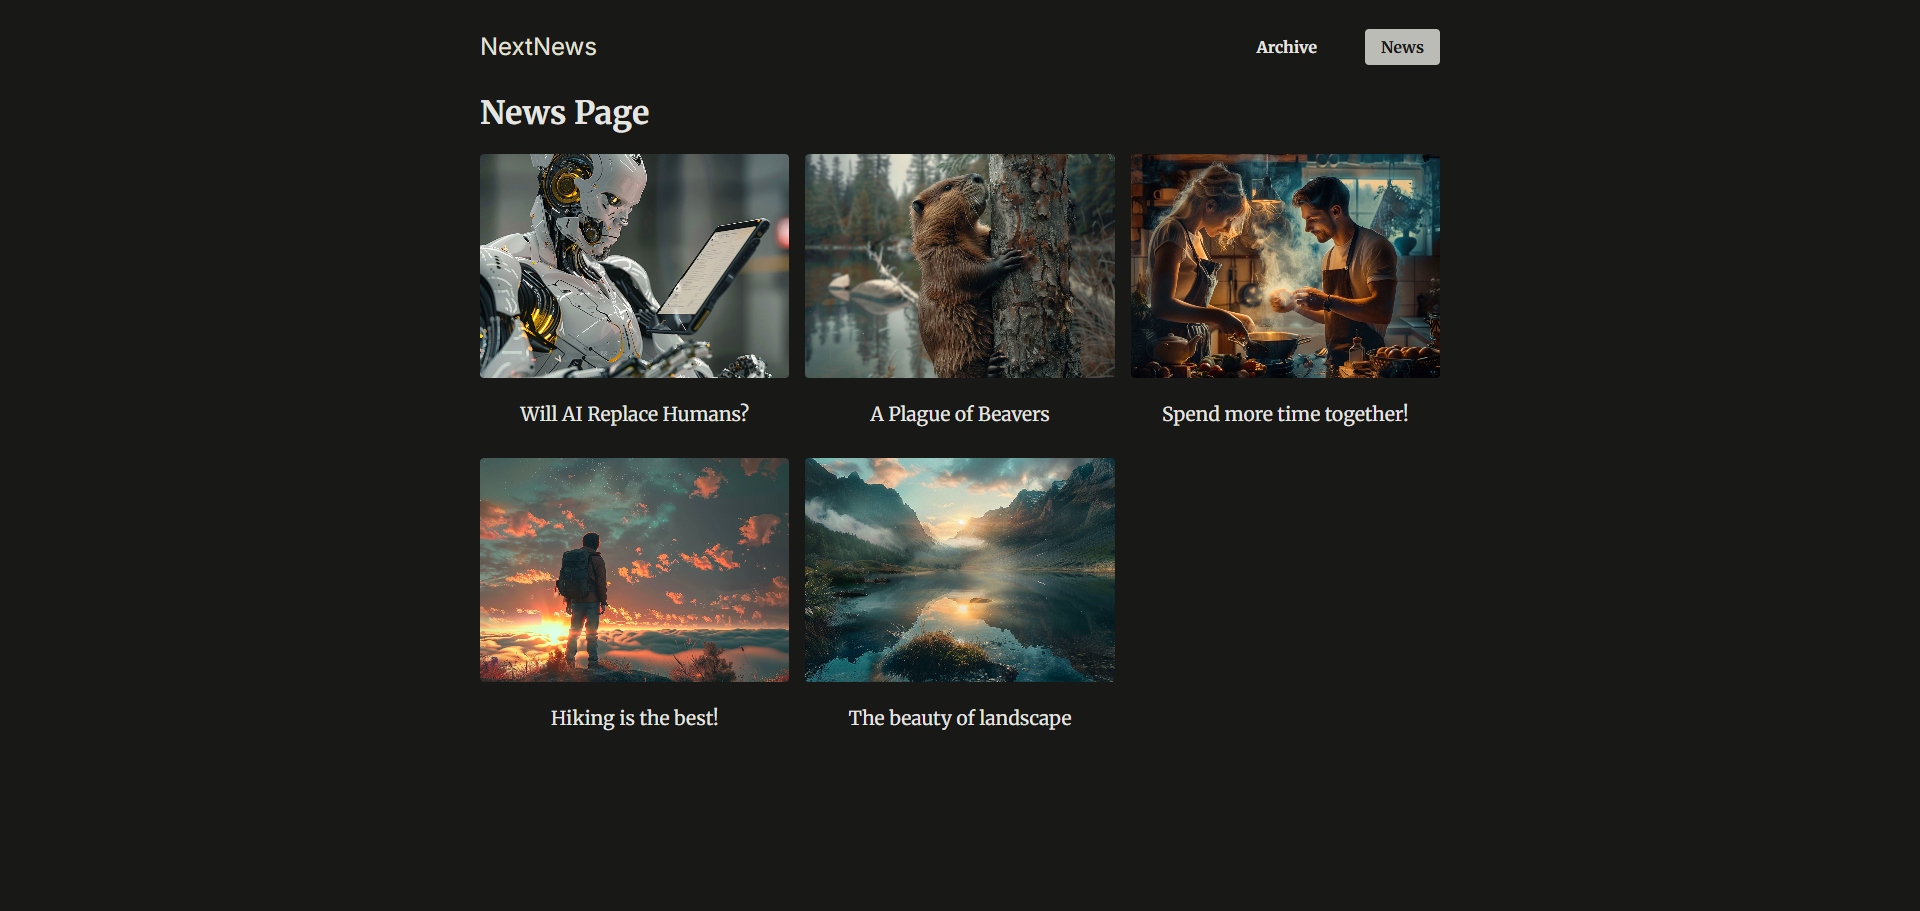 NextNews
Archive
News
News Page
Will AI Replace Humans?
A Plague of Beavers
Spend more time together!
Hiking is the best!
The beauty of landscape